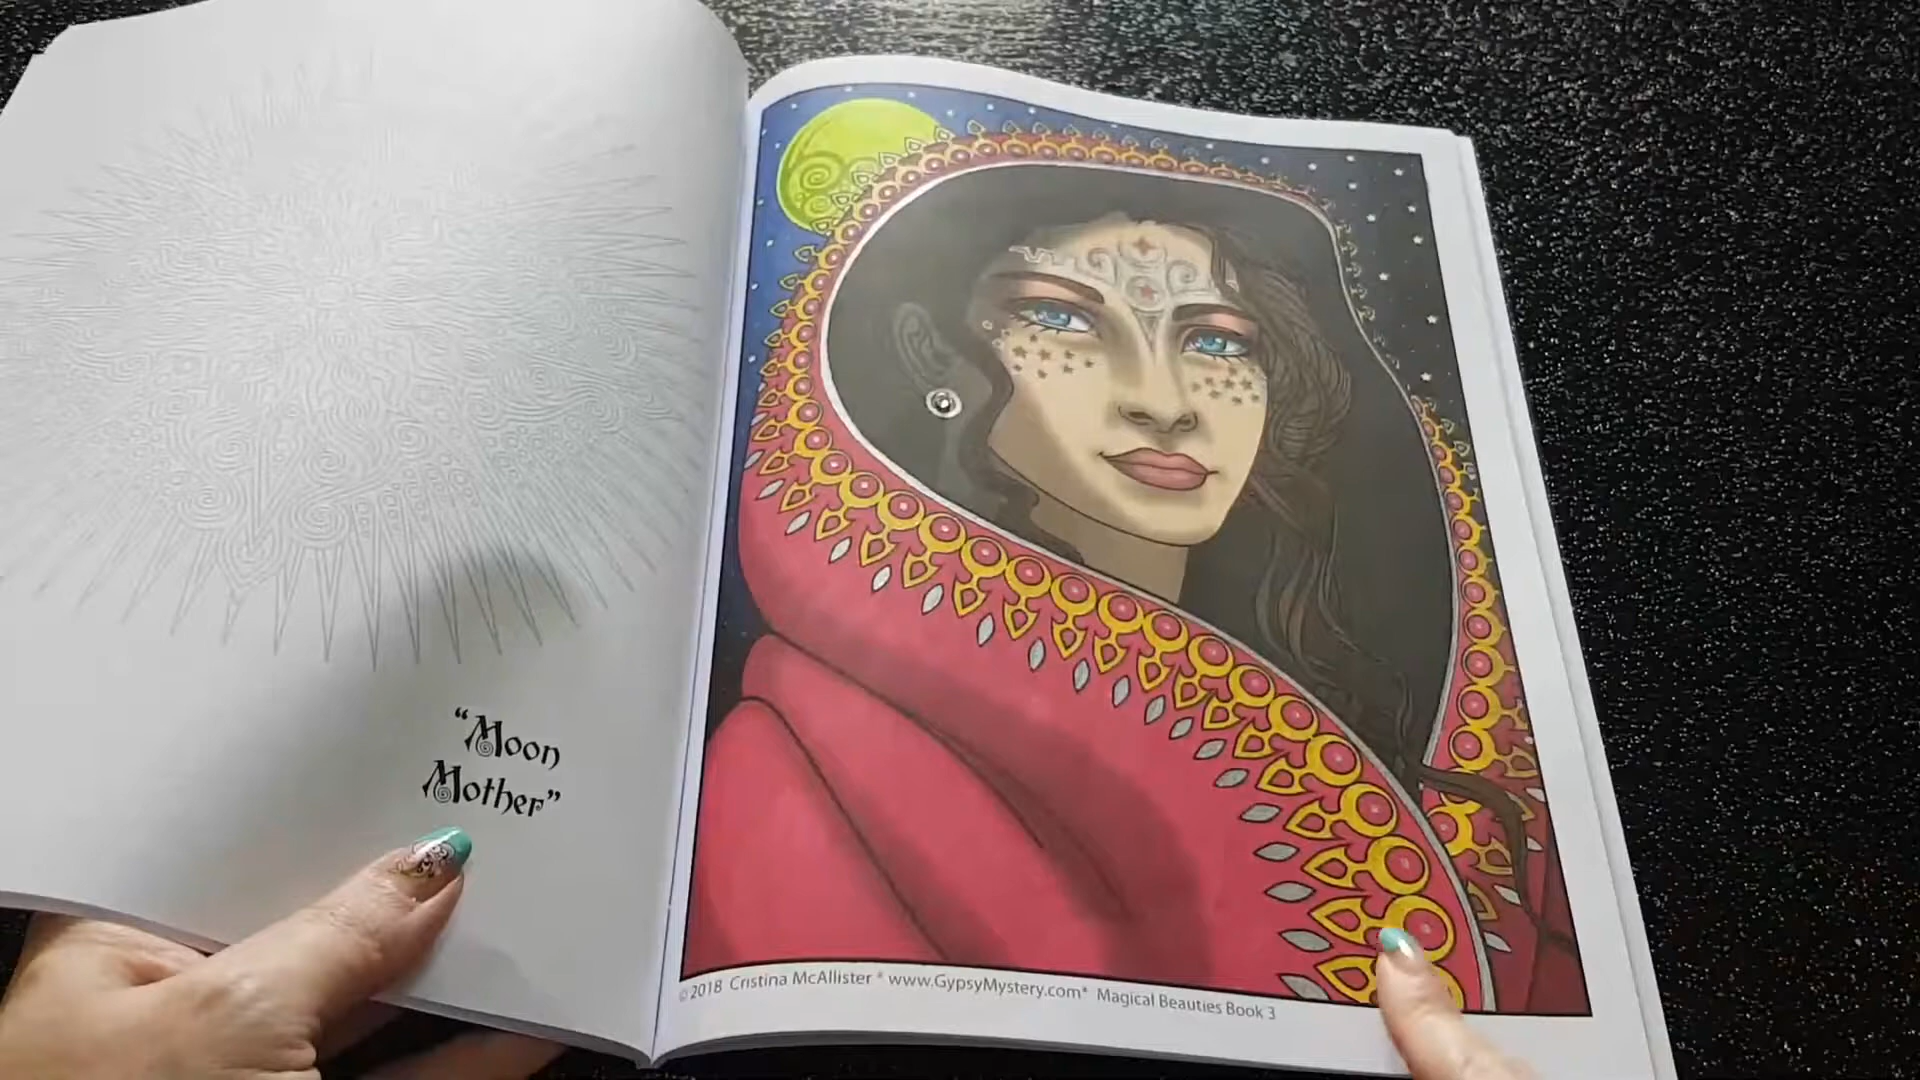 “Moon
Mother”
© 2018 Cristina McAllister * www.GypsyMystery.com* Magical Beauties Book 3